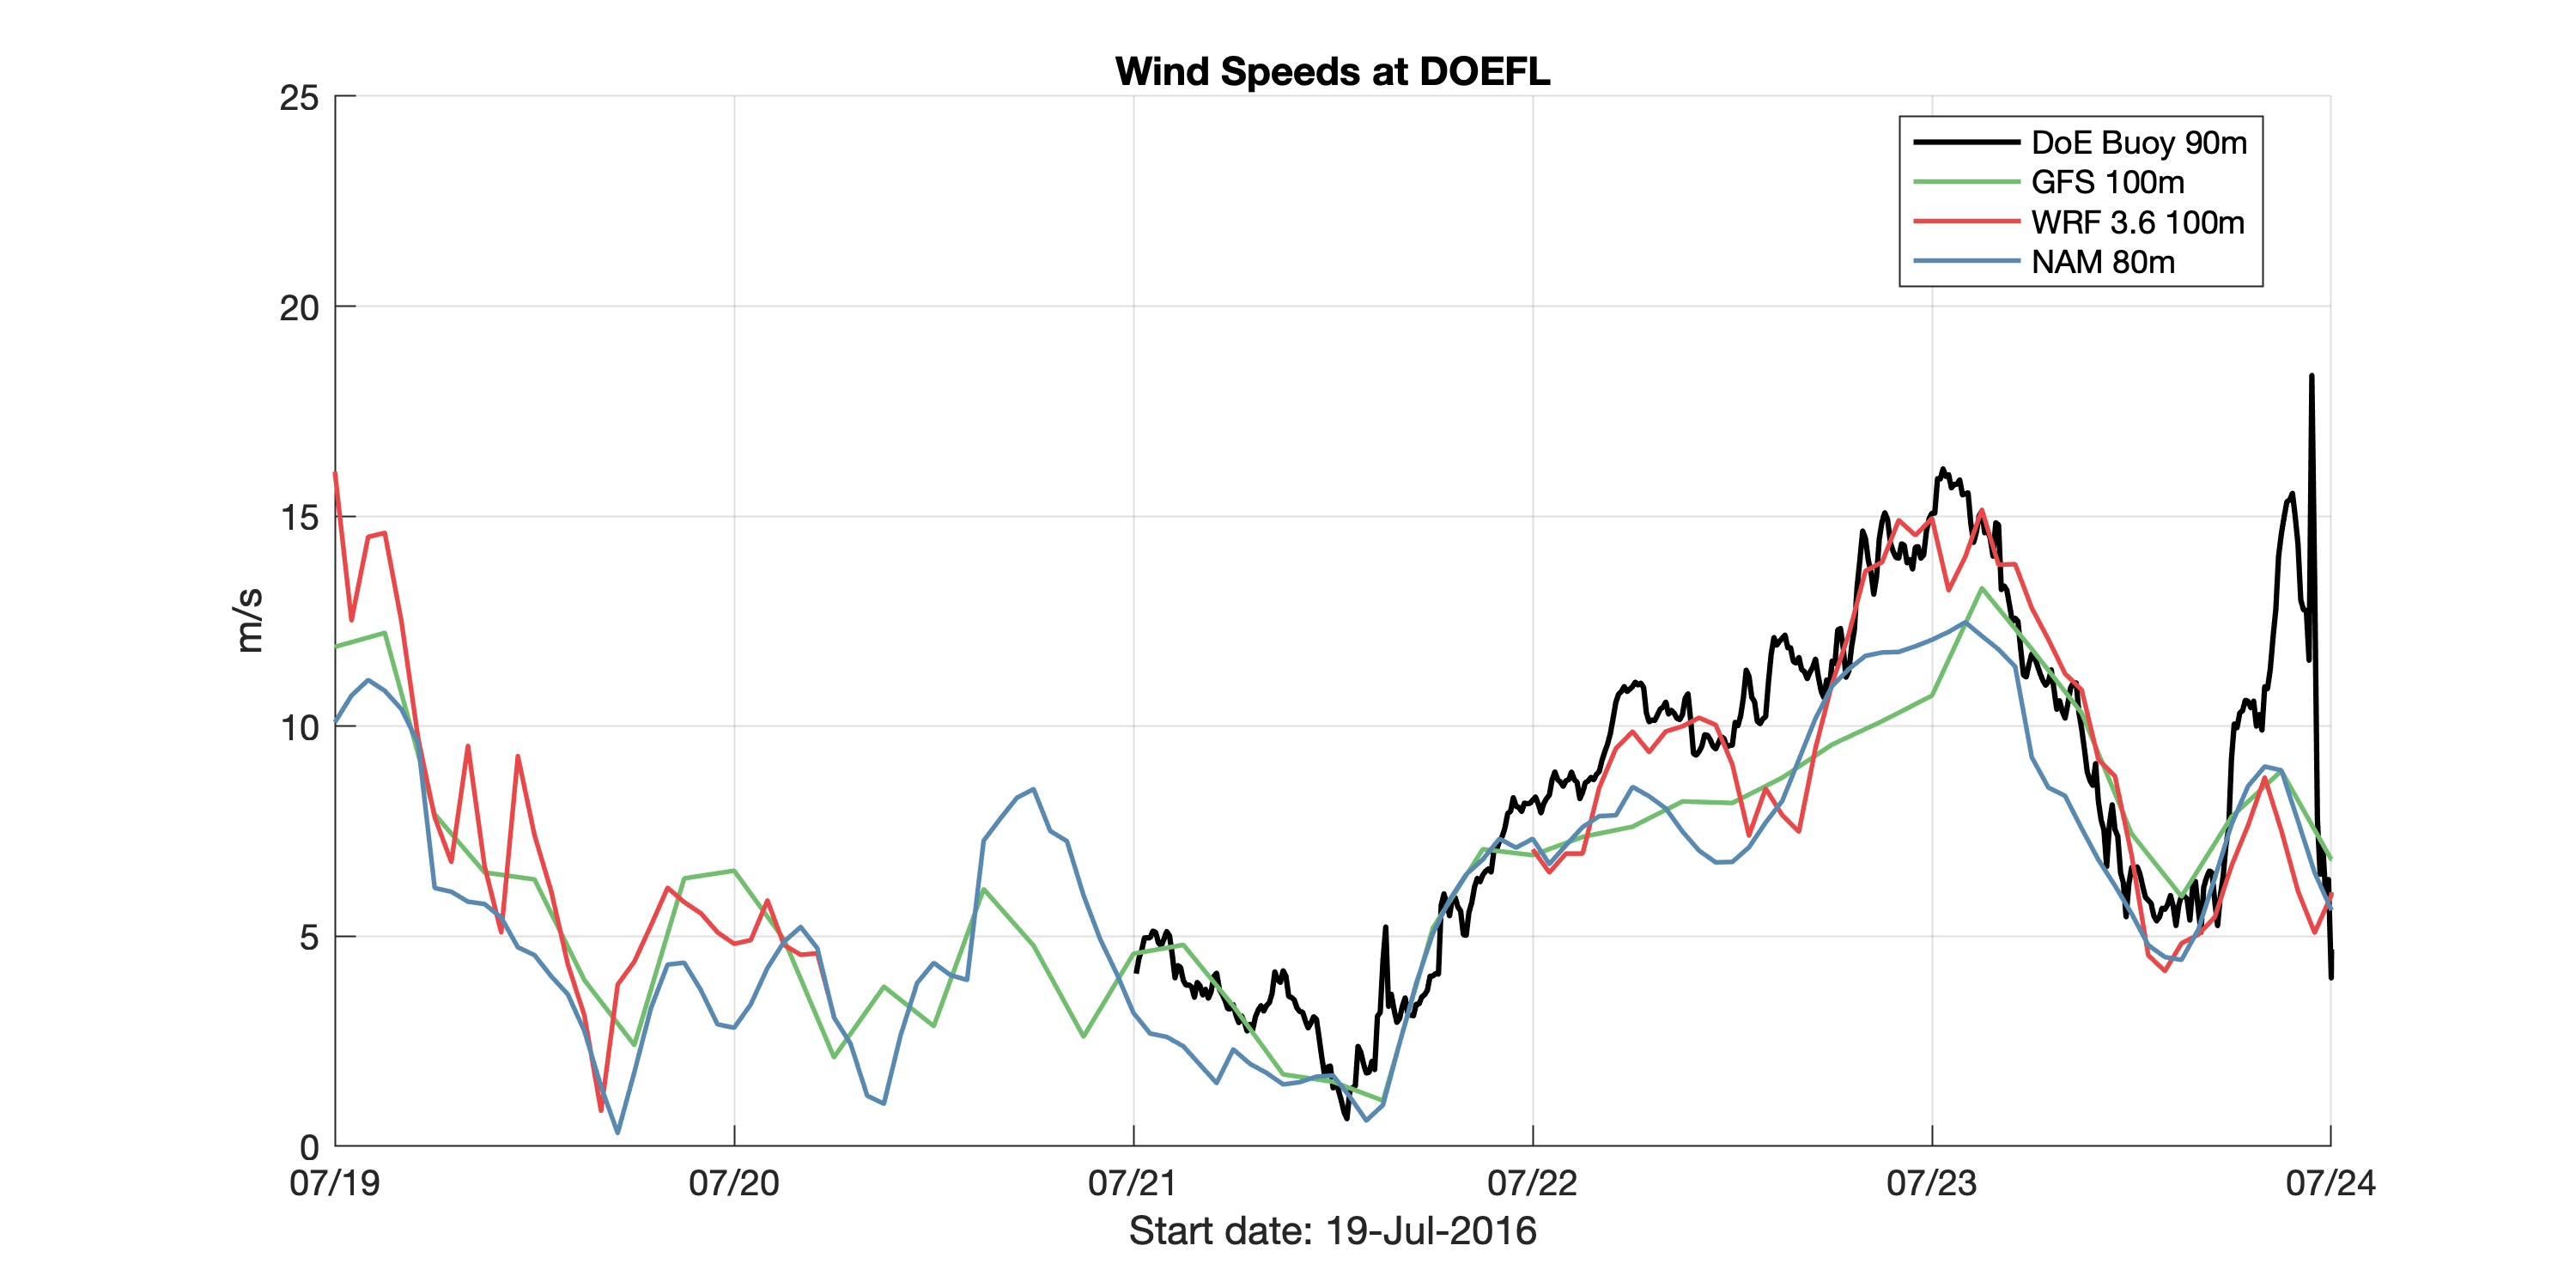 Wind Speeds at DOEFL
25
20
15
10
5
0
m/s
DoE Buoy 90m
GFS 100m
WRF 3.6 100m
NAM 80m
07/19 07/20 07/21 07/22 07/23 07/24
Start date: 19-Jul-2016